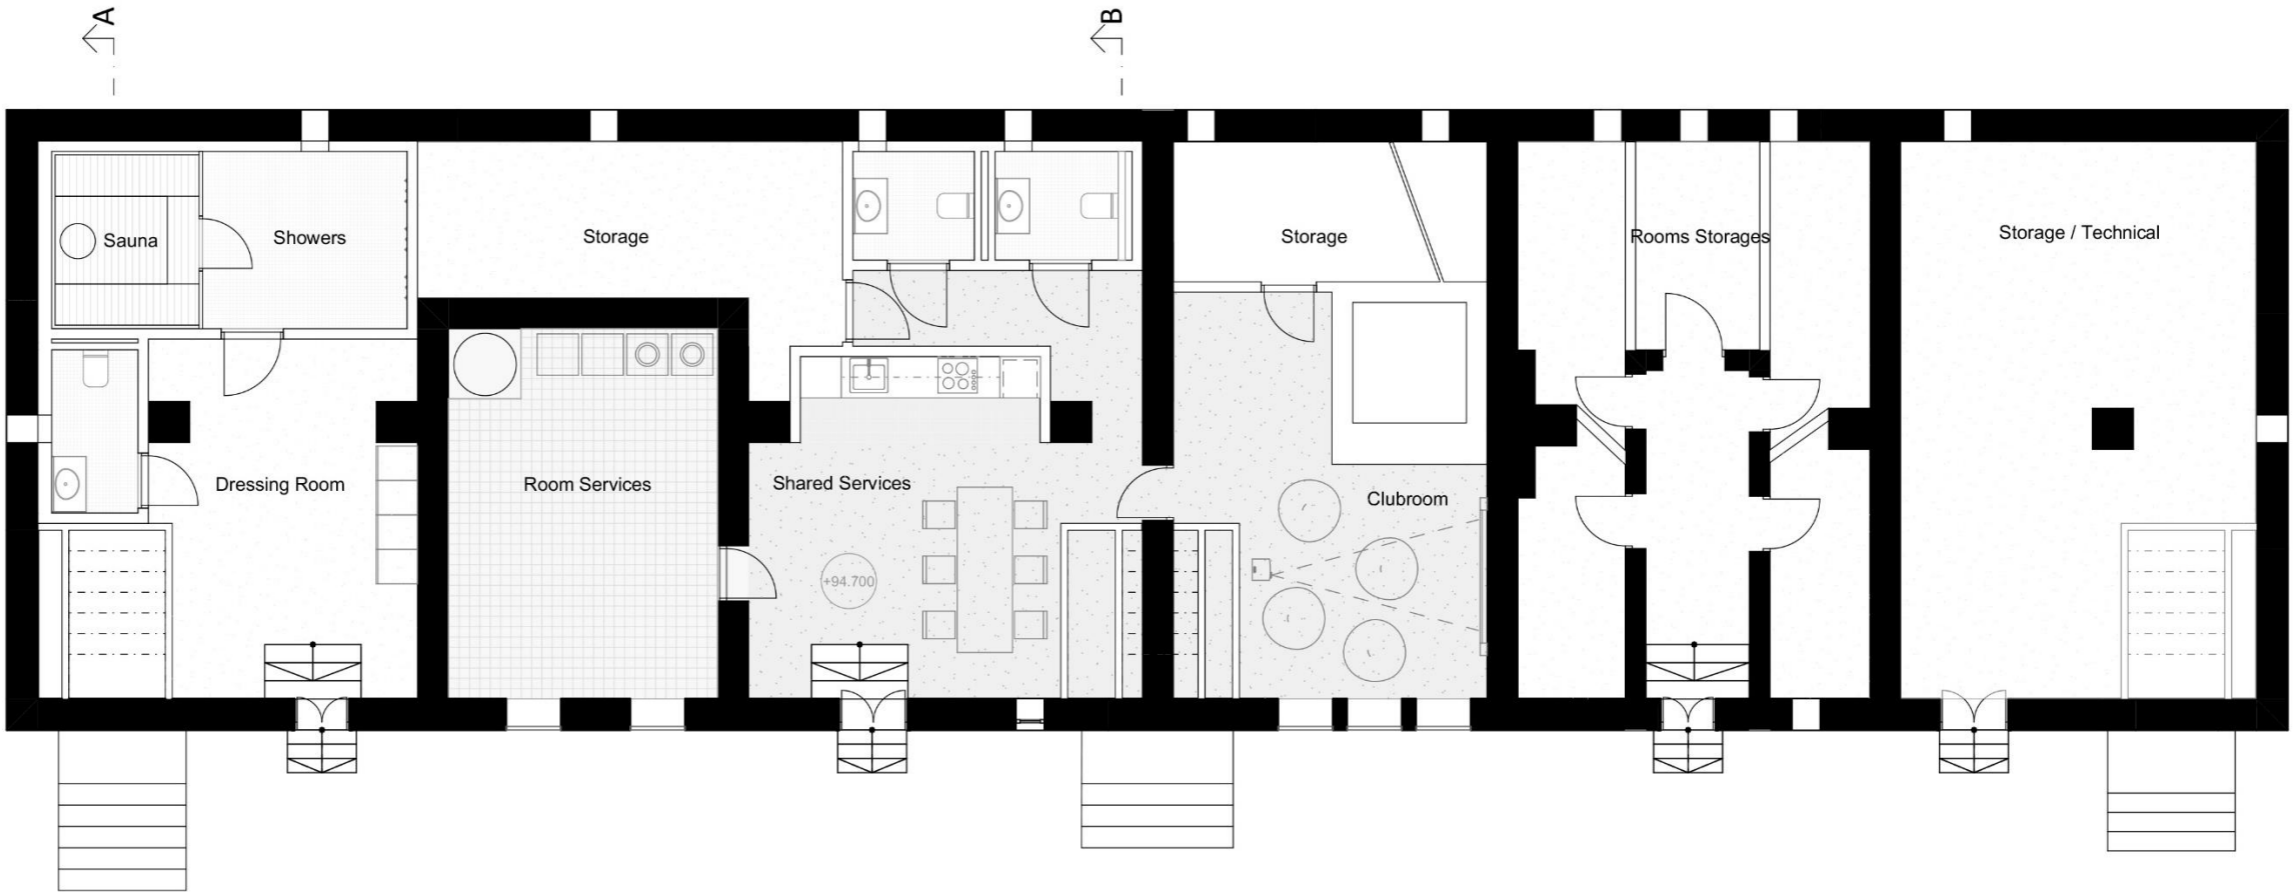 A
B
Sauna
Showers
Storage
Storage
Rooms Storages
Storage / Technical
Dressing Room
Room Services
Shared Services
Clubroom
+94.700